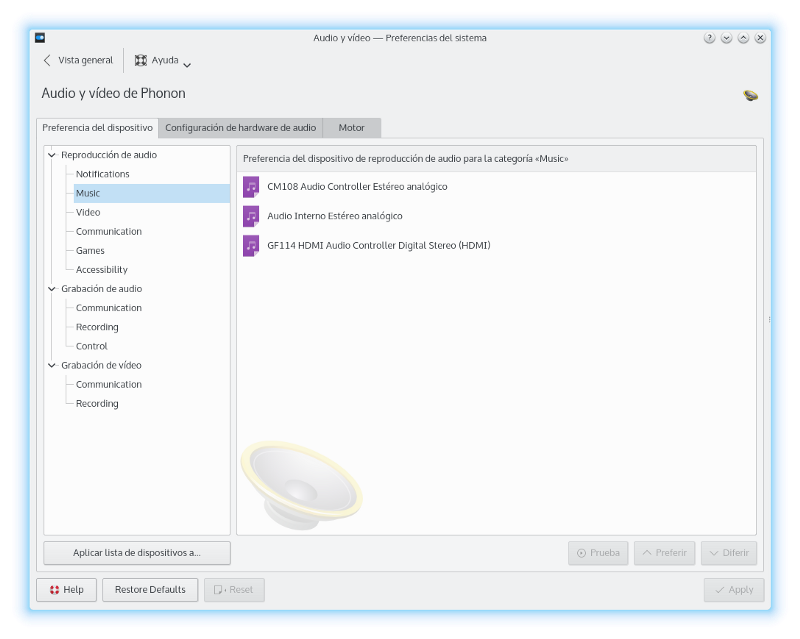 Audio y vídeo — Preferencias del sistema
Vista general
Ayuda
Audio y vídeo de Phonon
Preferencia del dispositivo
Configuración de hardware de audio
Motor
Reproducción de audio
Notifications
Music
Video
Communication
Games
Accessibility
Grabación de audio
Communication
Recording
Control
Grabación de vídeo
Communication
Recording
Preferencia del dispositivo de reproducción de audio para la categoría «Music»
CM108 Audio Controller Estéreo analógico
Audio Interno Estéreo analógico
GF114 HDMI Audio Controller Digital Stereo (HDMI)
Aplicar lista de dispositivos a...
Prueba
Preferir
Diferir
Help
Restore Defaults
Reset
Apply